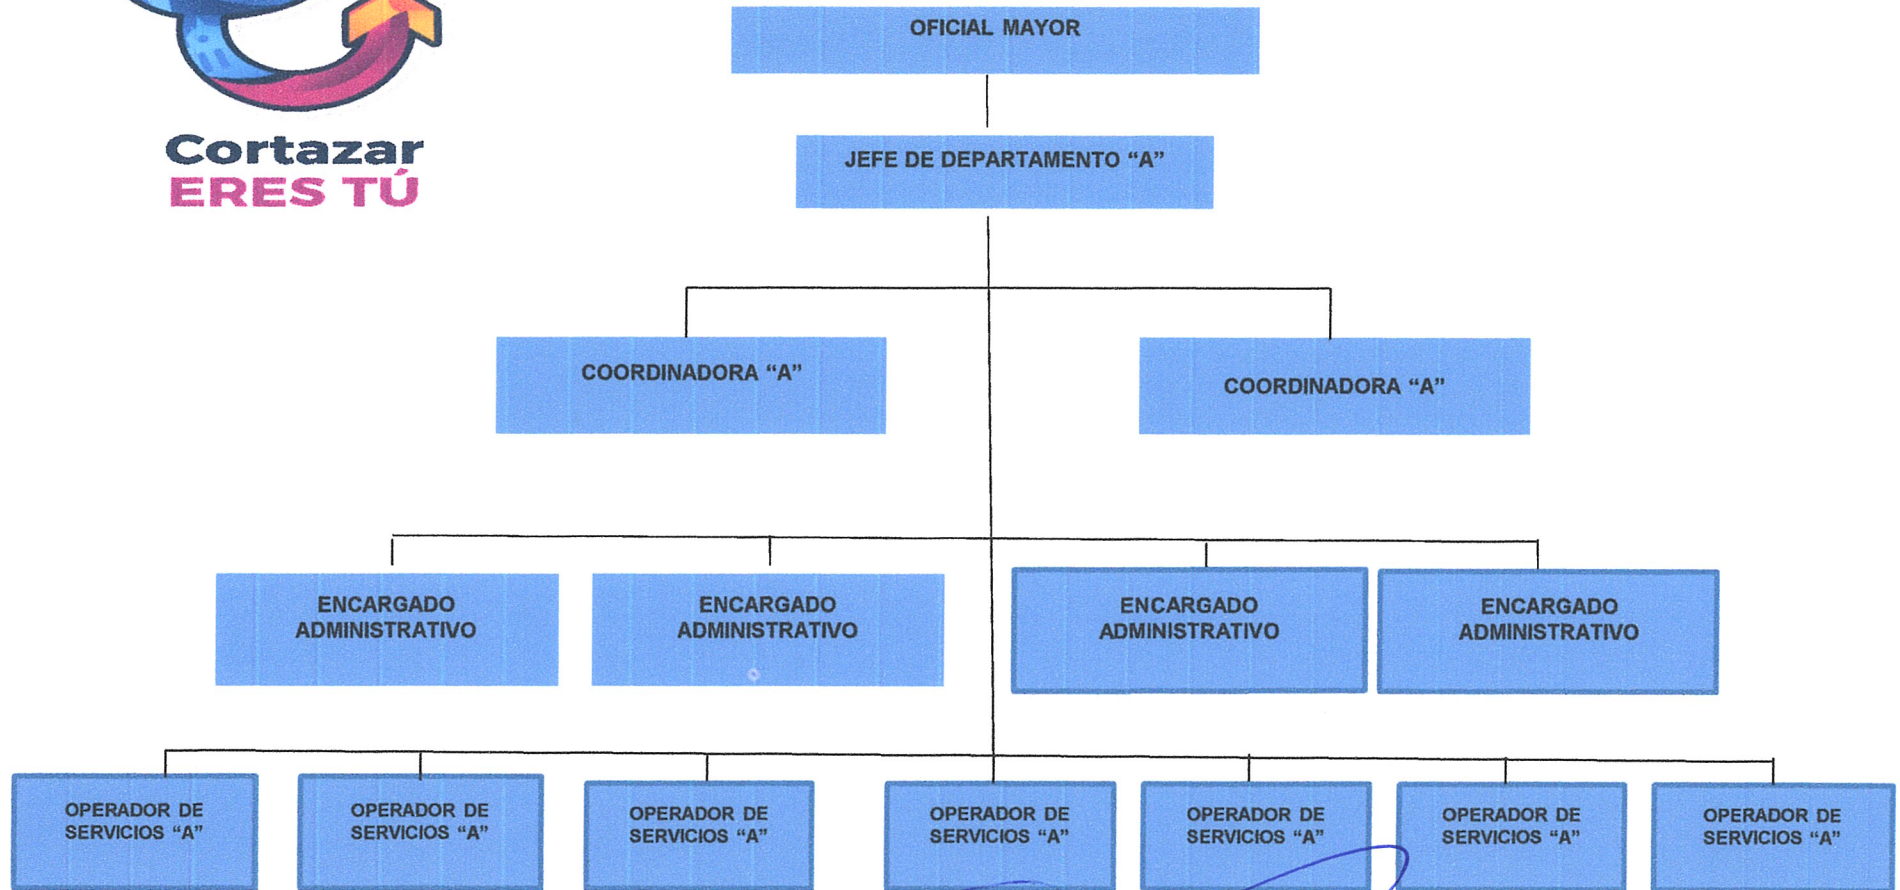 OFICIAL MAYOR
Cortazar
ERES TÚ
JEFE DE DEPARTAMENTO “A”
COORDINADORA “A”
COORDINADORA “A”
ENCARGADO
ADMINISTRATIVO
ENCARGADO
ADMINISTRATIVO
ENCARGADO
ADMINISTRATIVO
ENCARGADO
ADMINISTRATIVO
OPERADOR DE
SERVICIOS “A”
OPERADOR DE
SERVICIOS “A”
OPERADOR DE
SERVICIOS “A”
OPERADOR DE
SERVICIOS “A”
OPERADOR DE
SERVICIOS “A”
OPERADOR DE
SERVICIOS “A”
OPERADOR DE
SERVICIOS “A”